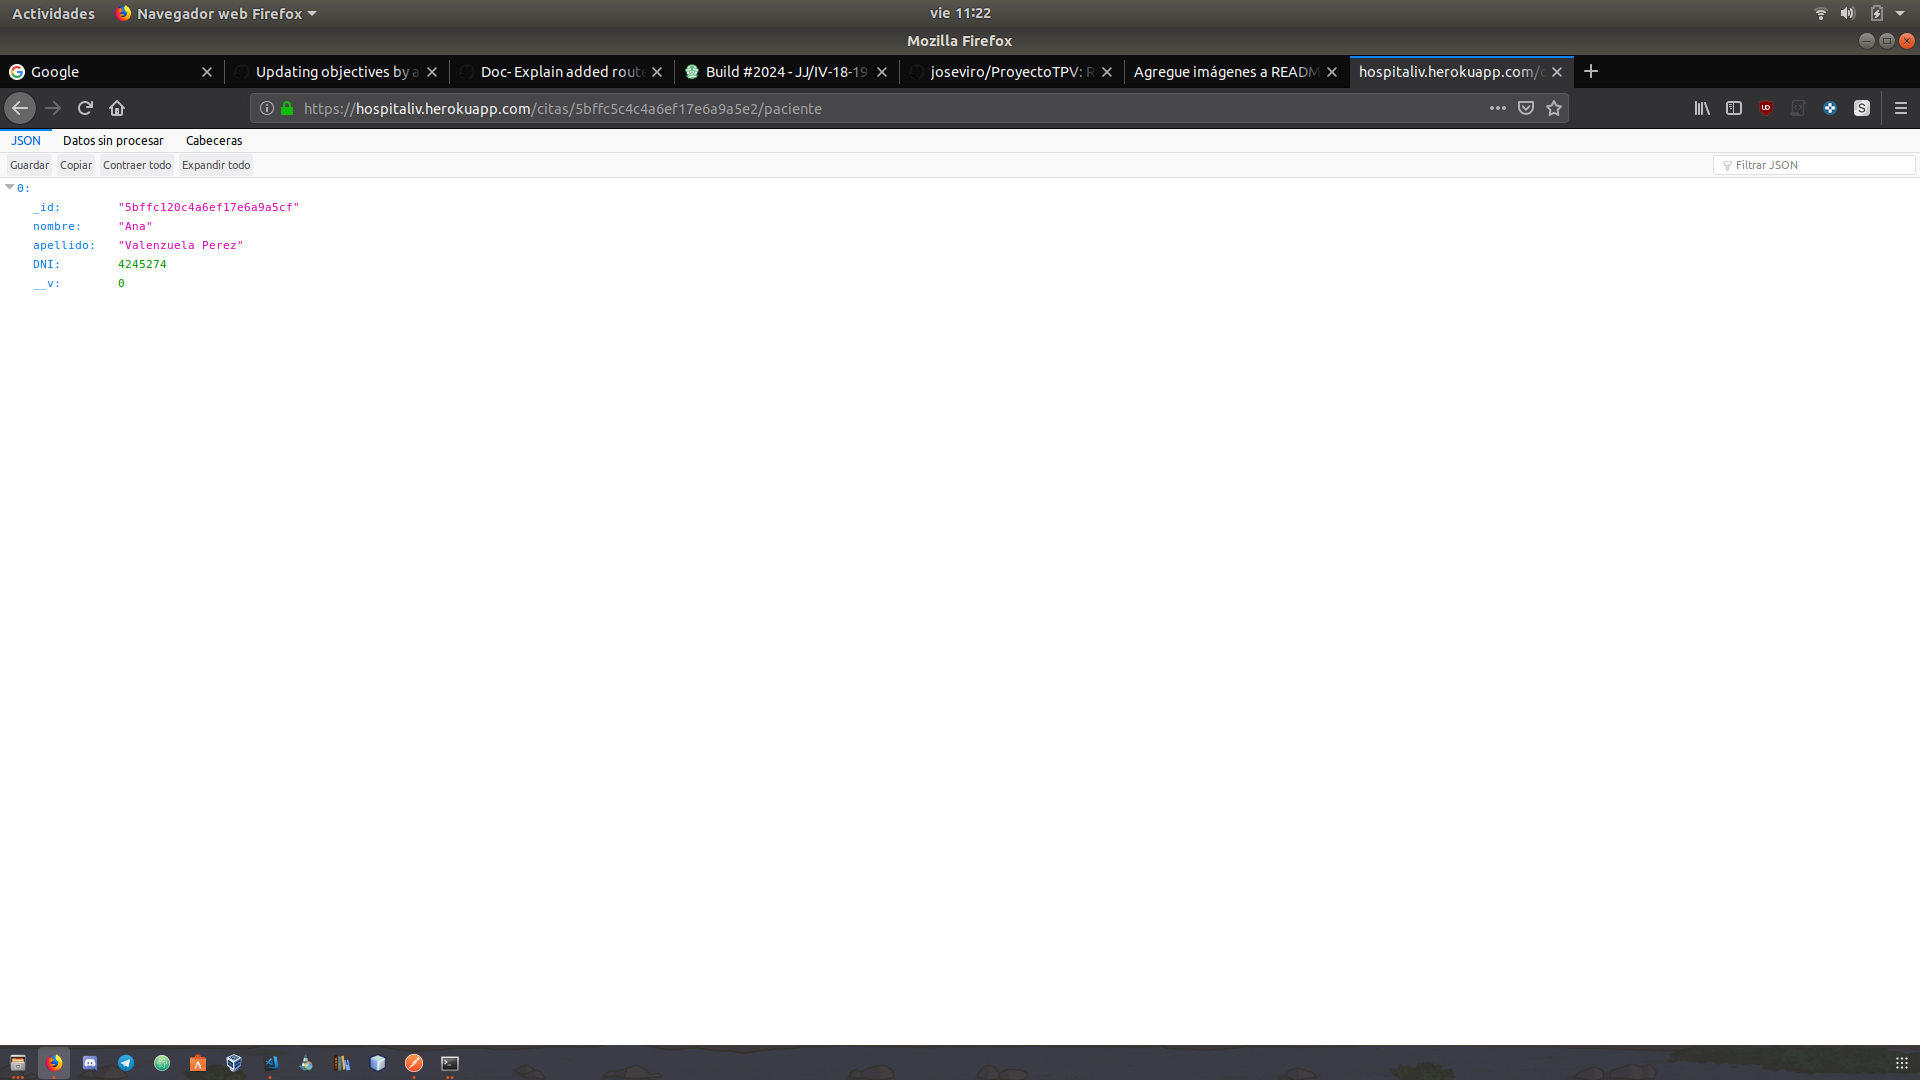 Actividades Navegador web Firefox vie 11:22
Mozilla Firefox
Google Updating objectives by a Doc- Explain added route Build #2024 - JJ/IV-18-19 joseviro/ProyectoTPV: R Agregue imágenes a READM hospitaliv.herokuapp.com/c
https://hospitaliv.herokuapp.com/citas/5bffc5c4c4a6ef17e6a9a5e2/paciente
JSON Datos sin procesar Cabeceras
Guardar Copiar Contraer todo Expandir todo Filtrar JSON
0:
_id: "5bffc120c4a6ef17e6a9a5cf"
nombre: "Ana"
apellido: "Valenzuela Perez"
DNI: 4245274
__v: 0